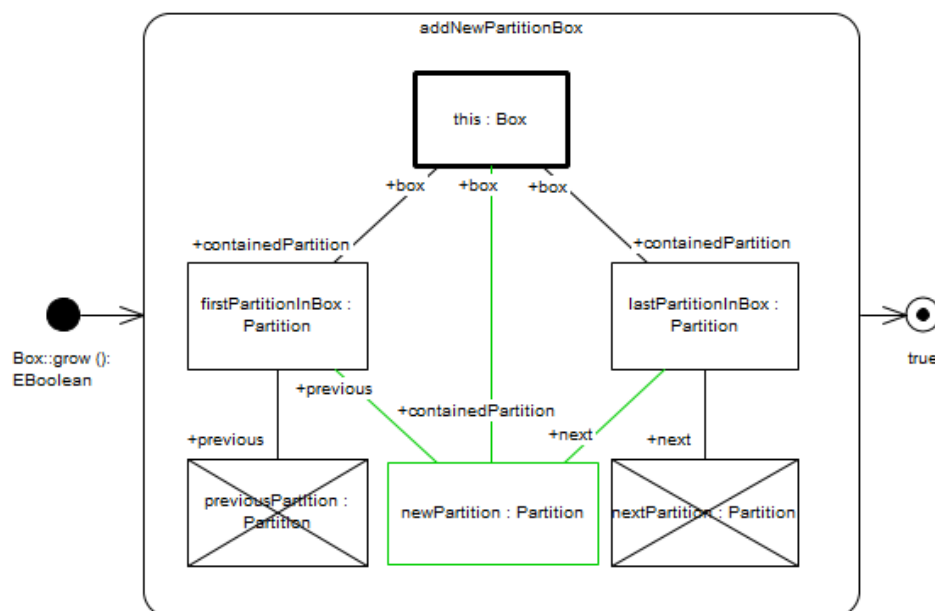 addNewPartitionBox
this : Box
+box
+box
+box
+containedPartition
+containedPartition
firstPartitionInBox :
Partition
lastPartitionInBox :
Partition
Box::grow ():
EBoolean
true
+previous
+containedPartition
+previous
+next
+next
previousPartition :
Partition
newPartition : Partition
nextPartition : Partition